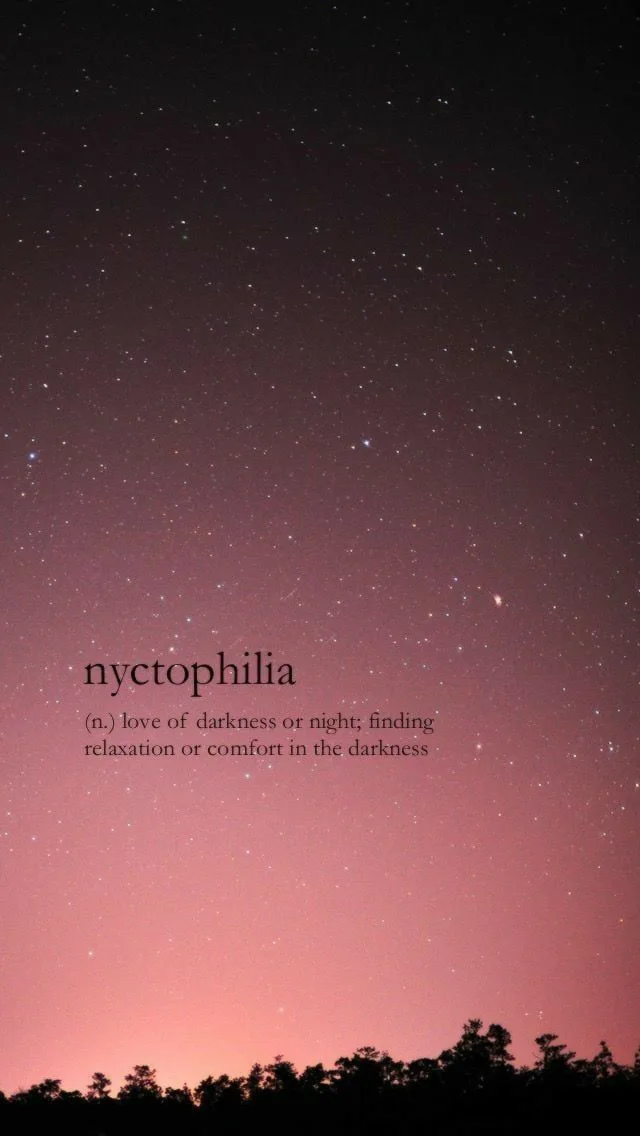 nyctophilia
(n.) love of darkness or night; finding
relaxation or comfort in the darkness